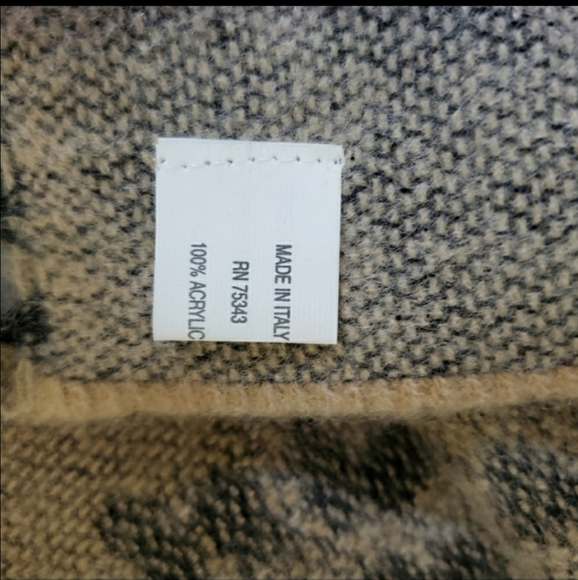 MADE IN ITALY
RN 75343
100% ACRYLIC